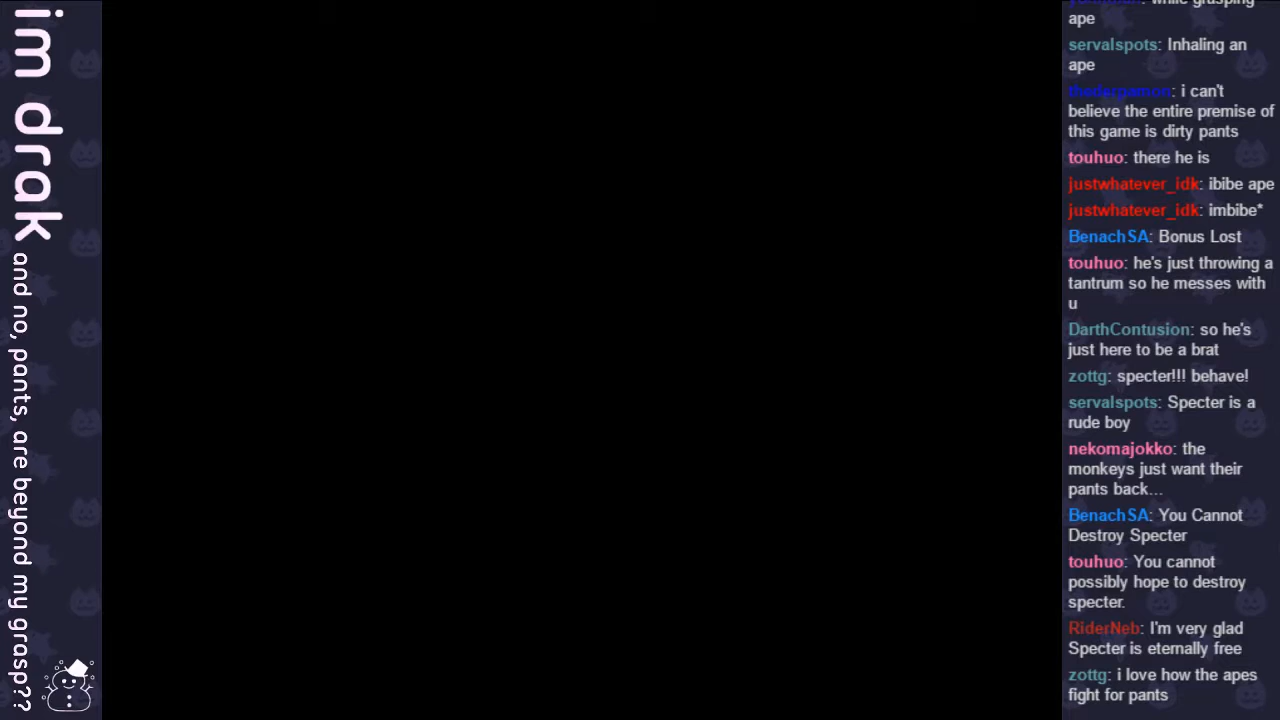 im drak
and no, pants, are beyond my grasp??
while grasping
ape
servalspots: Inhaling an
ape
thederpamon: i can't
believe the entire premise of
this game is dirty pants
touhuo: there he is
justwhatever_idk: ibibe ape
justwhatever_idk: imbibe*
BenachSA: Bonus Lost
touhuo: he's just throwing a
tantrum so he messes with
u
DarthContusion: so he's
just here to be a brat
zottg: specter!!! behave!
servalspots: Specter is a
rude boy
nekomajokko: the
monkeys just want their
pants back...
BenachSA: You Cannot
Destroy Specter
touhuo: You cannot
possibly hope to destroy
specter.
RiderNeb: I'm very glad
Specter is eternally free
zottg: i love how the apes
fight for pants